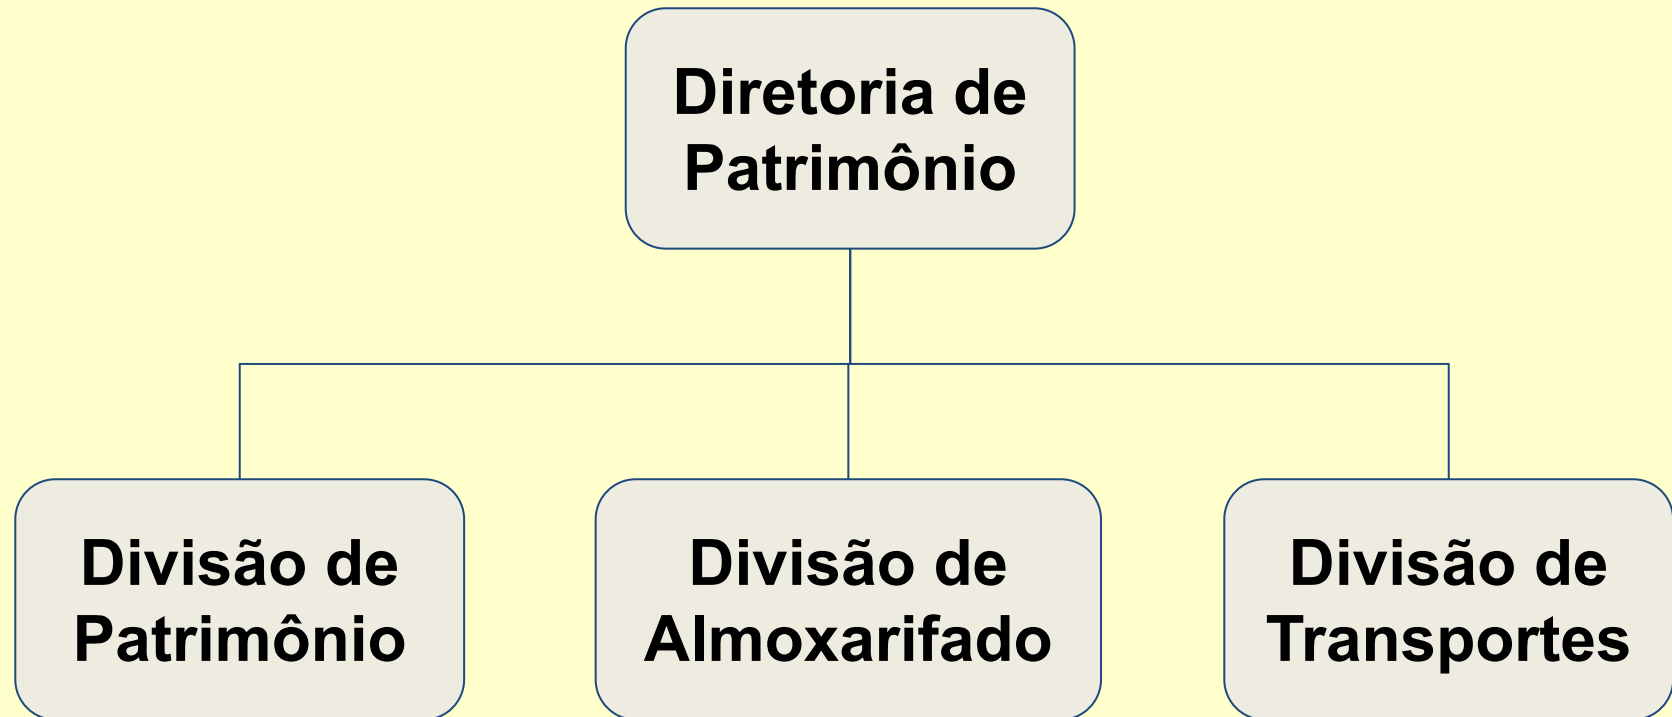 Diretoria de
Patrimônio
Divisão de
Patrimônio
Divisão de
Almoxarifado
Divisão de
Transportes